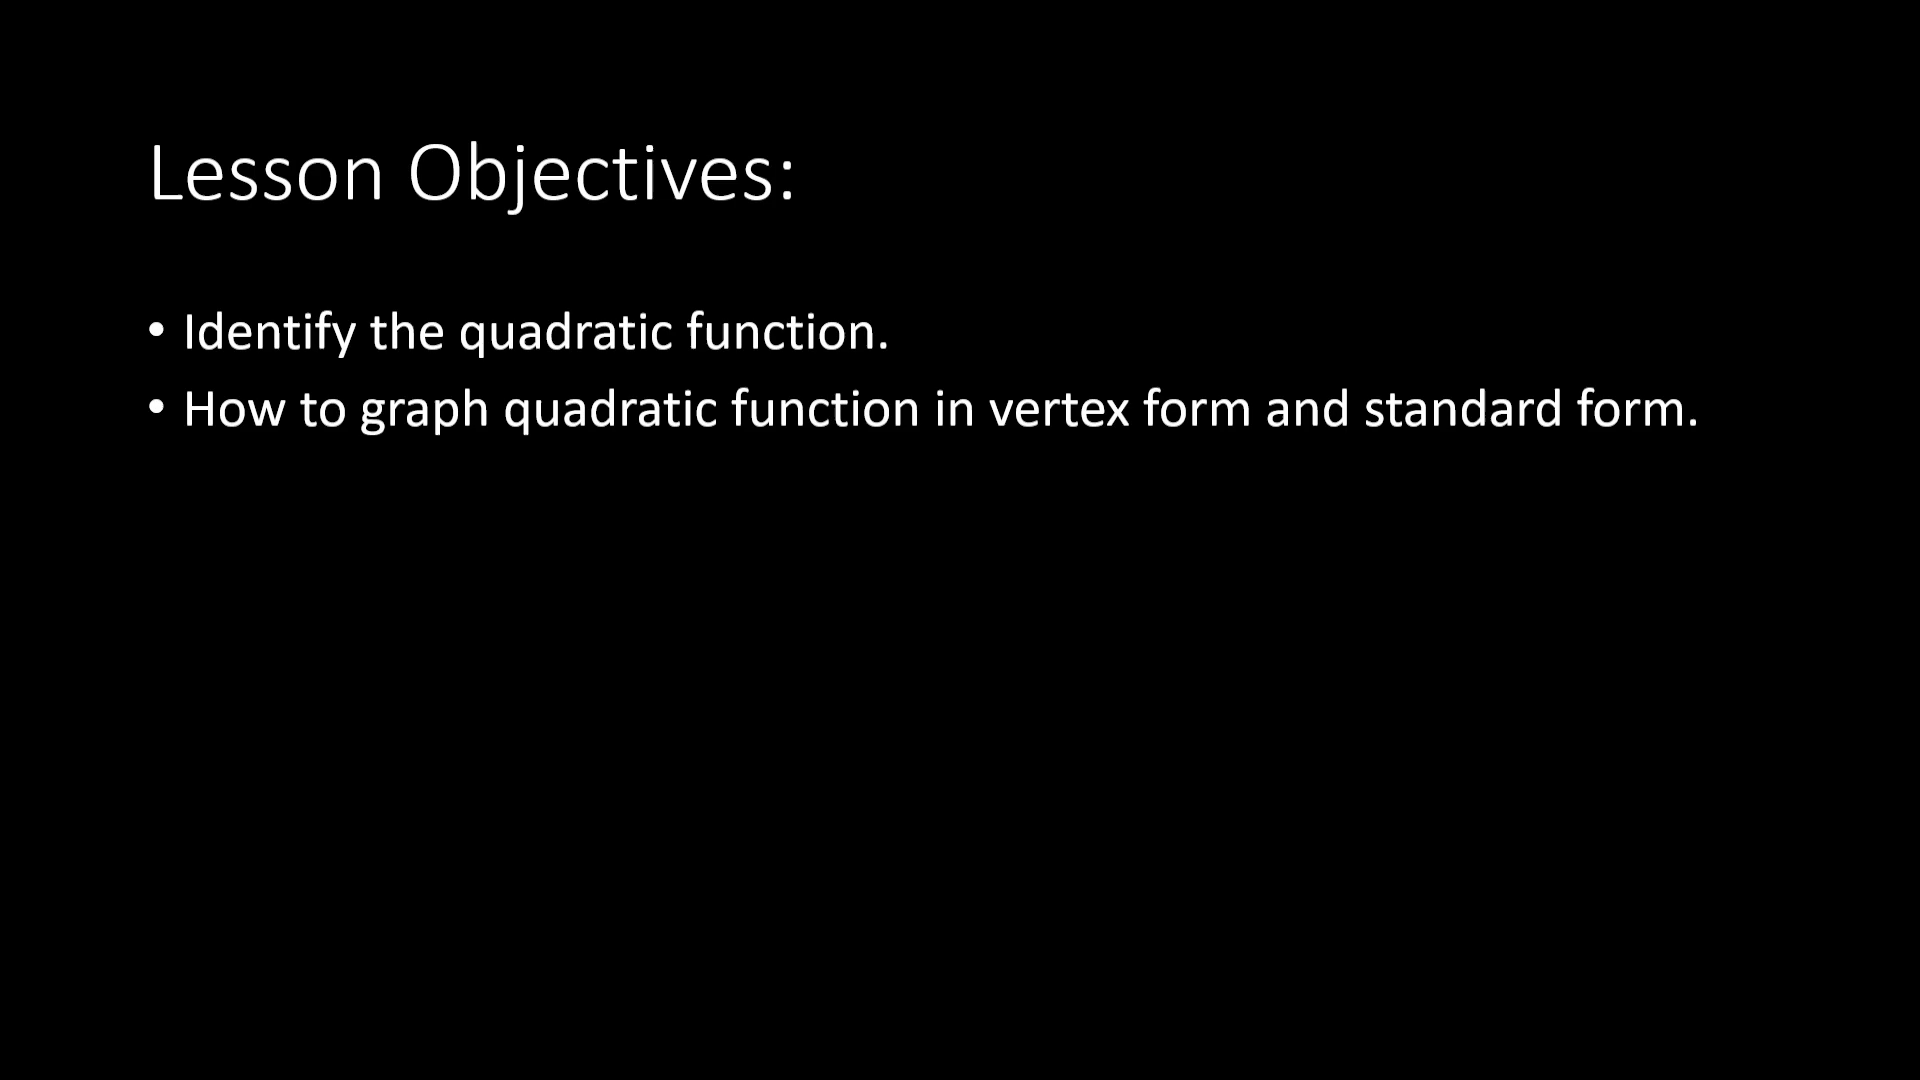 Lesson Objectives:
• Identify the quadratic function.
• How to graph quadratic function in vertex form and standard form.